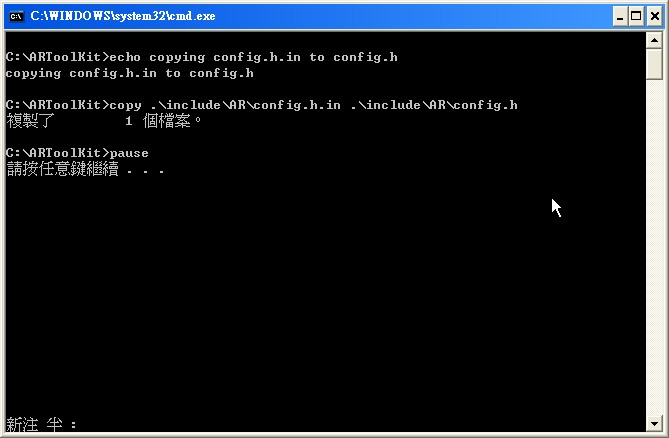 C:\WINDOWS\system32\cmd.exe
C:\ARToolKit>echo copying config.h.in to config.h
copying config.h.in to config.h
C:\ARToolKit>copy .\include\AR\config.h.in .\include\AR\config.h
複製了         1 個檔案。
C:\ARToolKit>pause
請按任意鍵繼續 . . .
新注 半 :